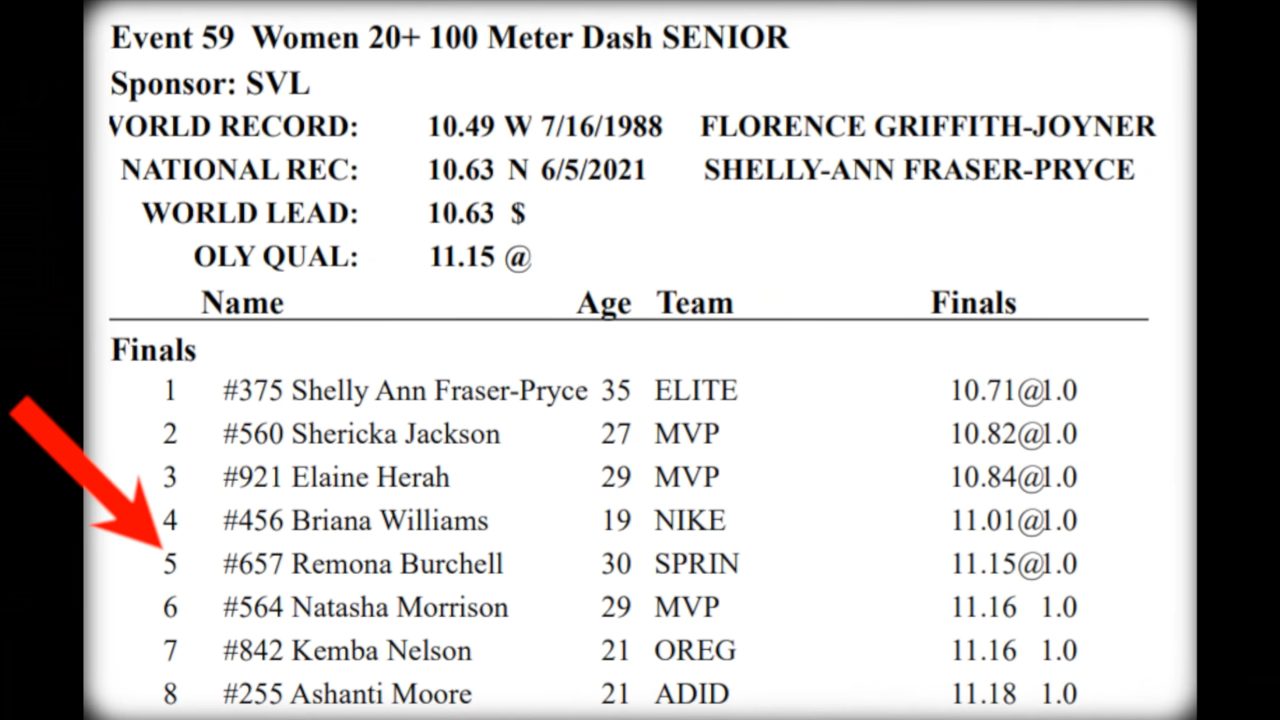 Event 59 Women 20+ 100 Meter Dash SENIOR
Sponsor: SVL
WORLD RECORD: 10.49 W 7/16/1988 FLORENCE GRIFFITH-JOYNER
NATIONAL REC: 10.63 N 6/5/2021 SHELLY-ANN FRASER-PRYCE
WORLD LEAD: 10.63 $
OLY QUAL: 11.15 @
Name Age Team Finals
Finals
1 #375 Shelly Ann Fraser-Pryce 35 ELITE 10.71@1.0
2 #560 Shericka Jackson 27 MVP 10.82@1.0
3 #921 Elaine Herah 29 MVP 10.84@1.0
4 #456 Briana Williams 19 NIKE 11.01@1.0
5 #657 Remona Burchell 30 SPRIN 11.15@1.0
6 #564 Natasha Morrison 29 MVP 11.16 1.0
7 #842 Kemba Nelson 21 OREG 11.16 1.0
8 #255 Ashanti Moore 21 ADID 11.18 1.0